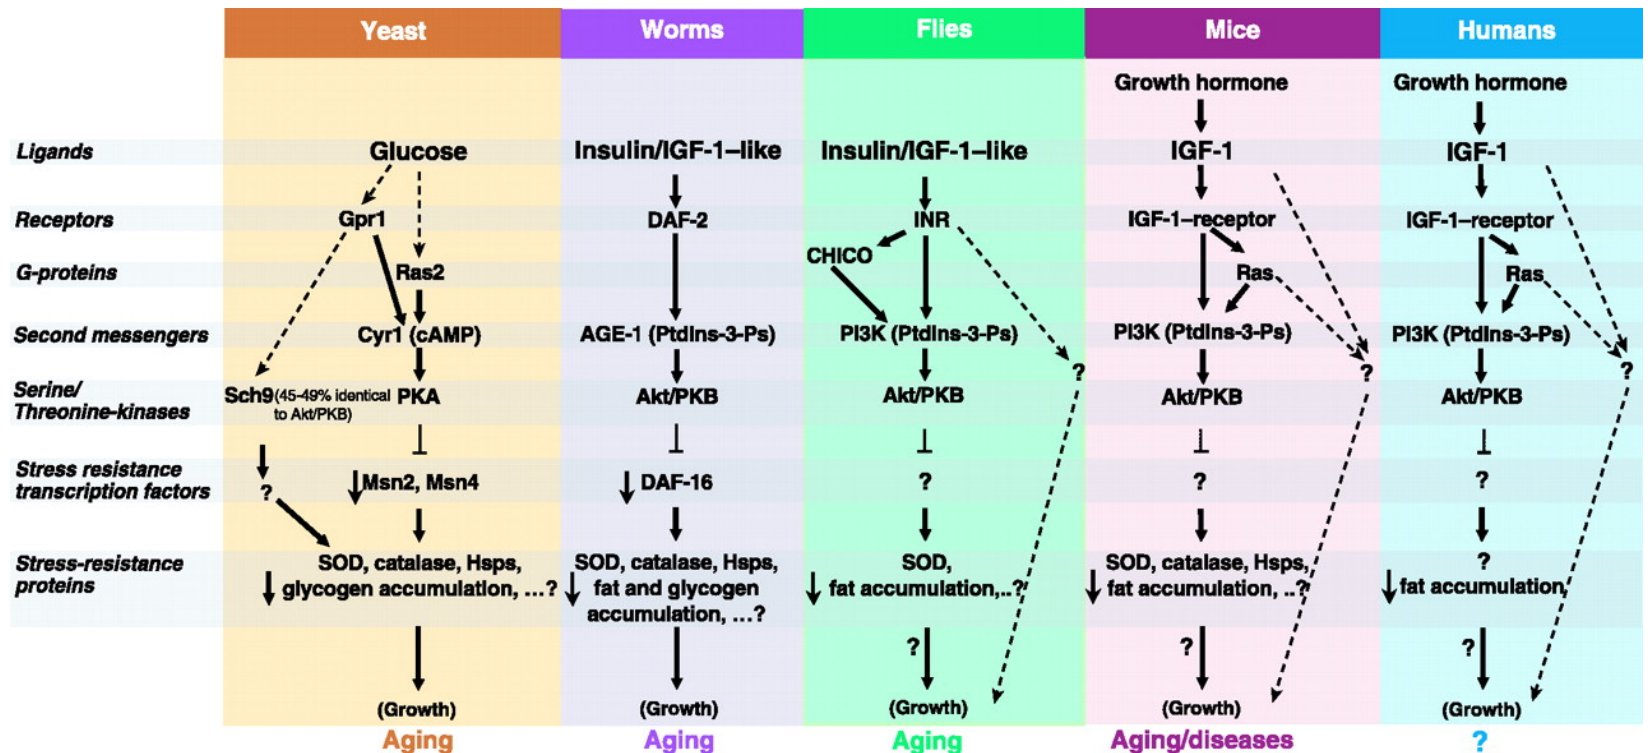 Yeast
Worms
Flies
Mice
Humans
Growth hormone
Growth hormone
Ligands
Glucose
Insulin/IGF-1–like
Insulin/IGF-1–like
IGF-1
IGF-1
Receptors
Gpr1
DAF-2
INR
IGF-1–receptor
IGF-1–receptor
CHICO
G-proteins
Ras2
Ras
Ras
Second messengers
Cyr1 (cAMP)
AGE-1 (PtdIns-3-Ps)
PI3K (PtdIns-3-Ps)
PI3K (PtdIns-3-Ps)
PI3K (PtdIns-3-Ps)
?
?
?
Serine/
Threonine-kinases
Sch9 (45-49% identical
to Akt/PKB)
PKA
Akt/PKB
Akt/PKB
Akt/PKB
Akt/PKB
Stress resistance
transcription factors
?
Msn2, Msn4
DAF-16
?
?
?
Stress-resistance
proteins
SOD, catalase, Hsps,
glycogen accumulation, ...?
SOD, catalase, Hsps,
fat and glycogen
accumulation, ...?
SOD,
fat accumulation,..?
SOD, catalase, Hsps,
fat accumulation, ..?
?
fat accumulation,
?
?
?
(Growth)
(Growth)
(Growth)
(Growth)
(Growth)
Aging
Aging
Aging
Aging/diseases
?